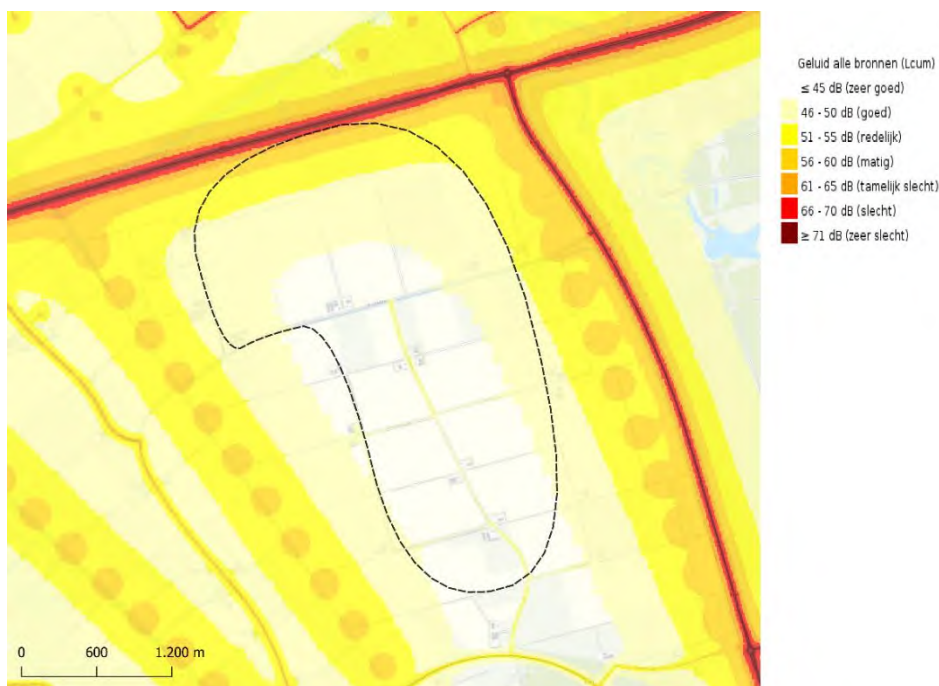 Geluid alle bronnen (Lcum)
≤ 45 dB (zeer goed)
46 - 50 dB (goed)
51 - 55 dB (redelijk)
56 - 60 dB (matig)
61 - 65 dB (tamelijk slecht)
66 - 70 dB (slecht)
≥ 71 dB (zeer slecht)
0 600 1.200 m